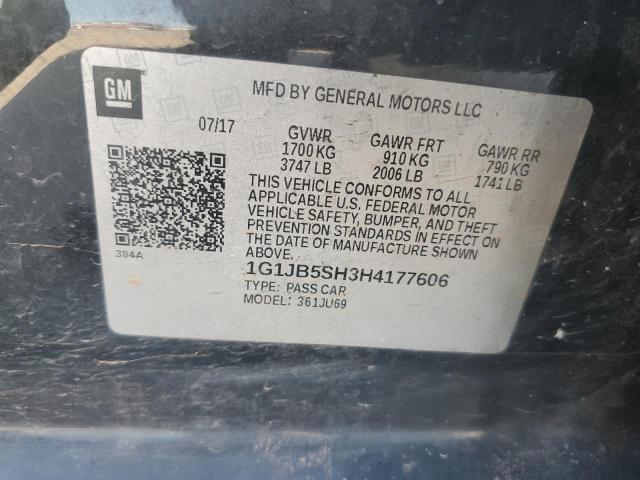 GM
MFD BY GENERAL MOTORS LLC
07/17 GVWR GAWR FRT GAWR RR
1700 KG 910 KG 790 KG
3747 LB 2006 LB 1741 LB
THIS VEHICLE CONFORMS TO ALL
APPLICABLE U.S. FEDERAL MOTOR
VEHICLE SAFETY, BUMPER, AND THEFT
PREVENTION STANDARDS IN EFFECT ON
THE DATE OF MANUFACTURE SHOWN
ABOVE.
384A
1G1JB5SH3H4177606
TYPE: PASS CAR
MODEL: 361JU69